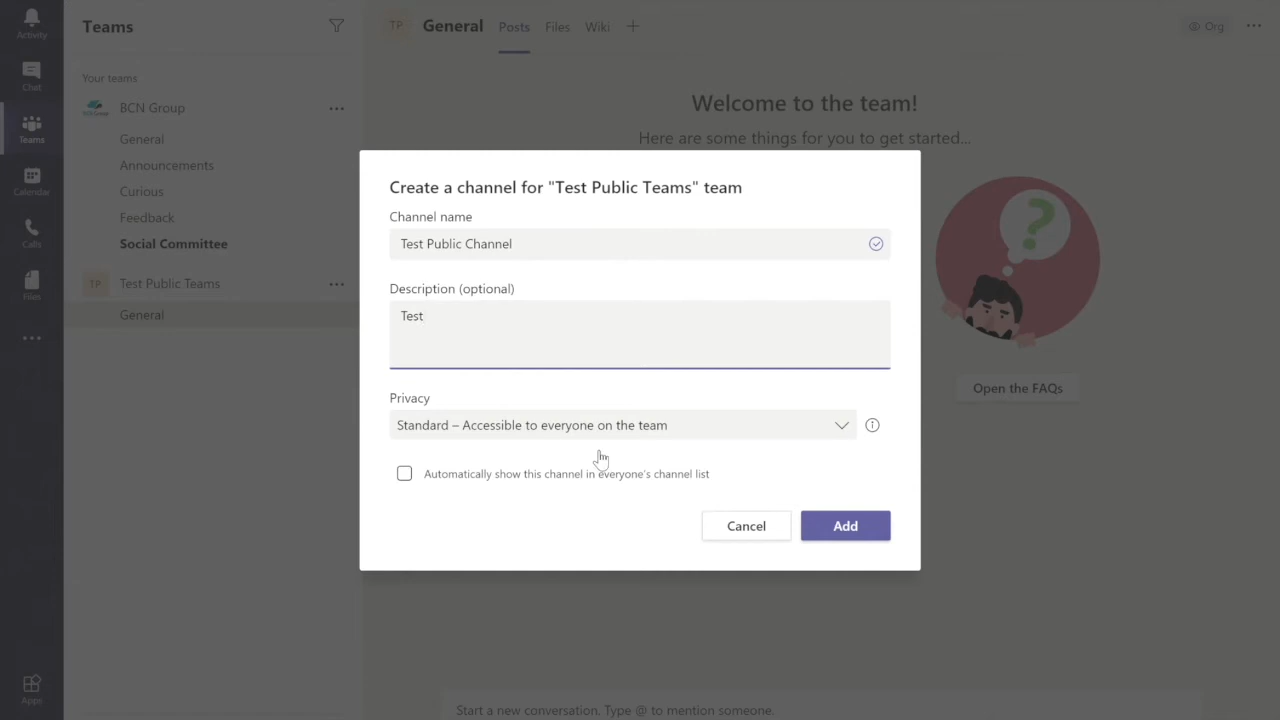 Activity
Chat
Teams
Calendar
Calls
Files
Apps
Teams
Your teams
BCN Group
General
Announcements
Curious
Feedback
Social Committee
TP
Test Public Teams
General
TP
General
Posts
Files
Wiki
Org
Welcome to the team!
Here are some things for you to get started...
Open the FAQs
Start a new conversation. Type @ to mention someone.
Create a channel for "Test Public Teams" team
Channel name
Test Public Channel
Description (optional)
Test
Privacy
Standard – Accessible to everyone on the team
Automatically show this channel in everyone's channel list
Cancel
Add